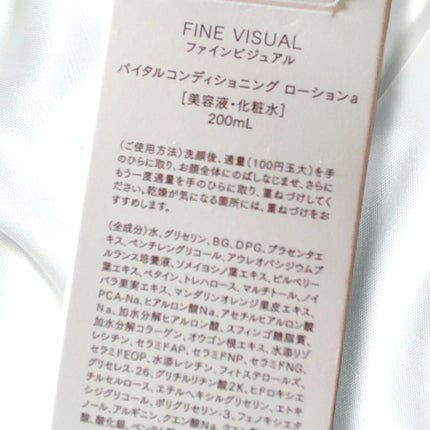 FINE VISUAL
ファインビジュアル
バイタルコンディショニング ローションa
[美容液・化粧水]
200mL
〈ご使用方法〉洗顔後、適量(100円玉大)を手
のひらに取り、お顔全体にのばしなじませ、さらに
もう一度適量を手のひらに取り、重ねづけしてく
ださい。乾燥が気になる箇所には、重ねづけをお
すすめします。
〈全成分〉水、グリセリン、BG、DPG、プラセンタエ
キス、ペンチレングリコール、アウレオバシジウムプ
ルランス培養液、ソメイヨシノ葉エキス、ビルベリー
葉エキス、ベタイン、トレハロース、マルチトール、ノイ
バラ果実エキス、マンダリンオレンジ果皮エキス、
PCA-Na、ヒアルロン酸Na、アセチルヒアルロン酸
Na、加水分解ヒアルロン酸、スフィンゴ糖脂質、
加水分解コラーゲン、オウゴン根エキス、水添リゾ
レシチン、セラミドAP、セラミドNP、セラミドNG、
セラミドEOP、水添レシチン、フィトステロールズ、
グリセレス-26、グリチルリチン酸2K、ヒドロキシエ
チルセルロース、エチルヘキシルグリセリン、エトキ
シジグリコール、ポリグリセリン-3、フェノキシエタ
ノール、アルギニン、クエン酸Na、クエン
酸、酸化銀、